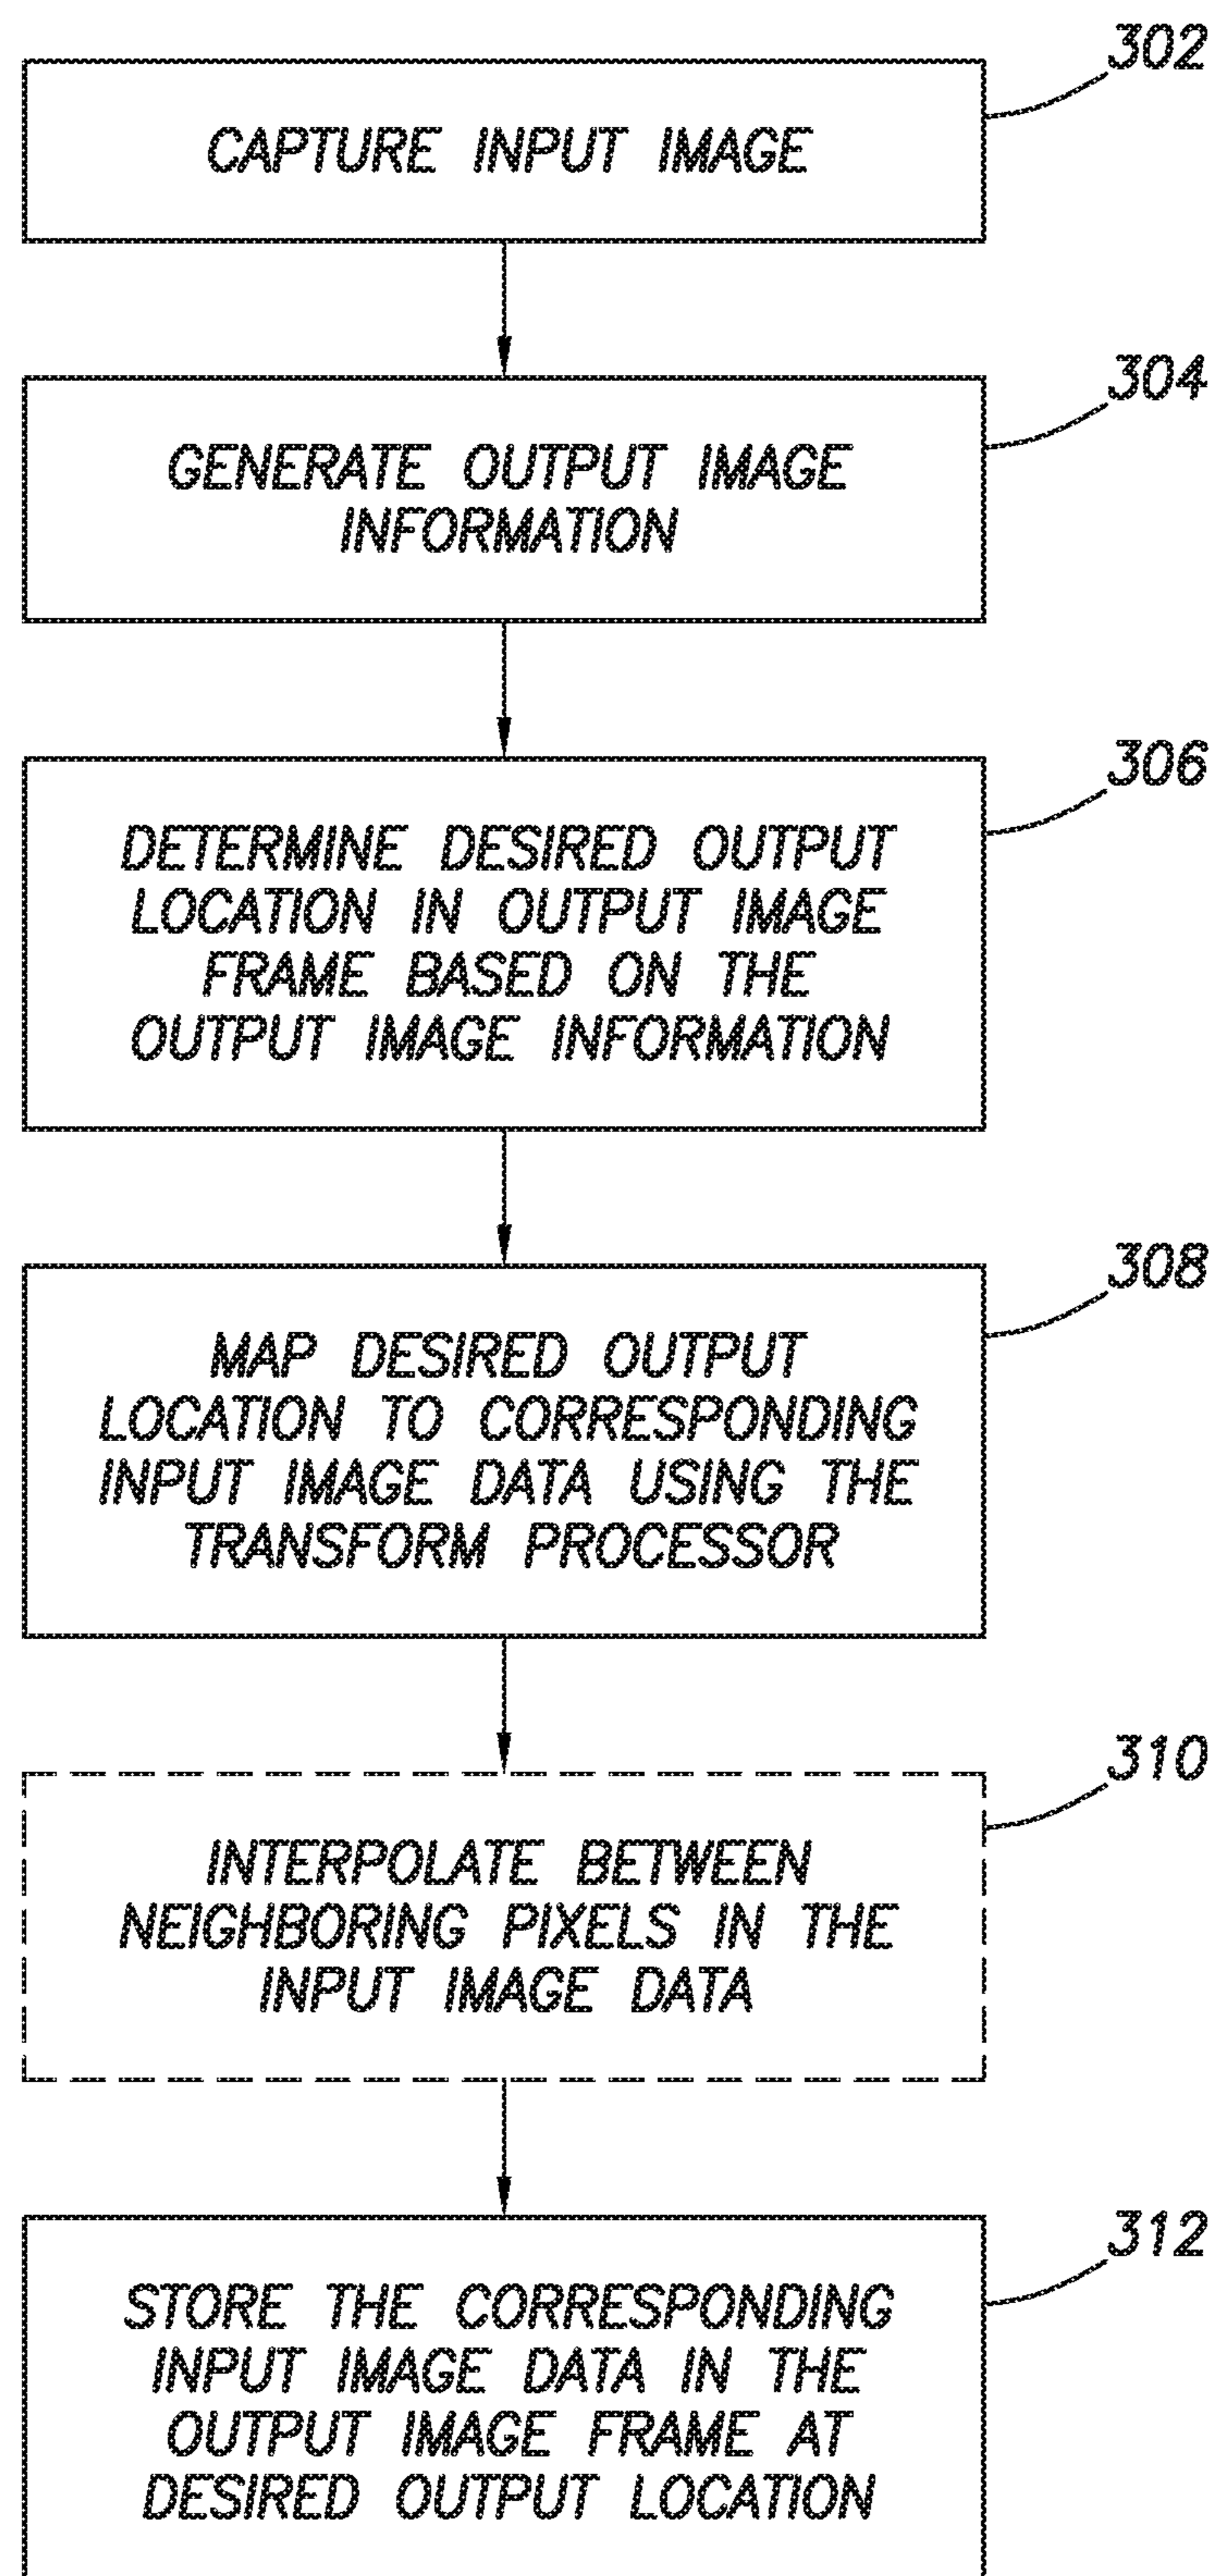 302
CAPTURE INPUT IMAGE
304
GENERATE OUTPUT IMAGE
INFORMATION
306
DETERMINE DESIRED OUTPUT
LOCATION IN OUTPUT IMAGE
FRAME BASED ON THE
OUTPUT IMAGE INFORMATION
308
MAP DESIRED OUTPUT
LOCATION TO CORRESPONDING
INPUT IMAGE DATA USING THE
TRANSFORM PROCESSOR
310
INTERPOLATE BETWEEN
NEIGHBORING PIXELS IN THE
INPUT IMAGE DATA
312
STORE THE CORRESPONDING
INPUT IMAGE DATA IN THE
OUTPUT IMAGE FRAME AT
DESIRED OUTPUT LOCATION